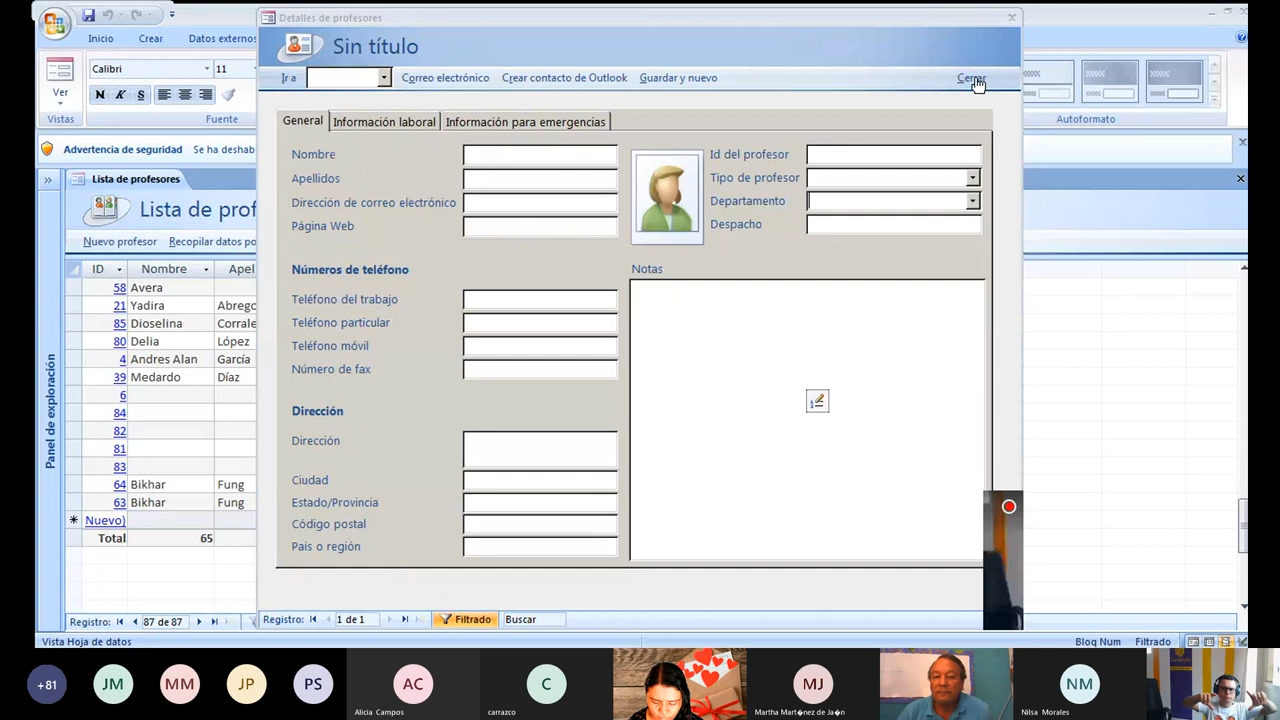 Detalles de profesores
Sin título
Inicio Crear Datos externos
Ir a Correo electrónico Crear contacto de Outlook Guardar y nuevo Cerrar
Calibri 11
Ver
N K S
Vistas Fuente Autoformato
General Información laboral Información para emergencias
Advertencia de seguridad Se ha deshab
Nombre
Apellidos
Dirección de correo electrónico
Página Web
Id del profesor
Tipo de profesor
Departamento
Despacho
Números de teléfono
Teléfono del trabajo
Teléfono particular
Teléfono móvil
Número de fax
Notas
Dirección
Dirección
Ciudad
Estado/Provincia
Código postal
País o región
Registro: 1 de 1 Filtrado Buscar
Panel de exploración
Lista de profesores
Lista de prof
Nuevo profesor Recopilar datos po
ID Nombre Apel
58 Avera
21 Yadira Abrego
85 Dioselina Corrale
80 Delia López
4 Andres Alan García
39 Medardo Díaz
6
84
82
81
83
64 Bikhar Fung
63 Bikhar Fung
* Nuevo)
Total 65
Registro: 87 de 87
Vista Hoja de datos Bloq Num Filtrado
+81 JM MM JP PS AC C MJ NM
Alicia Campos carrazco Martha Mart�nez de Ja�n Nilsa Morales